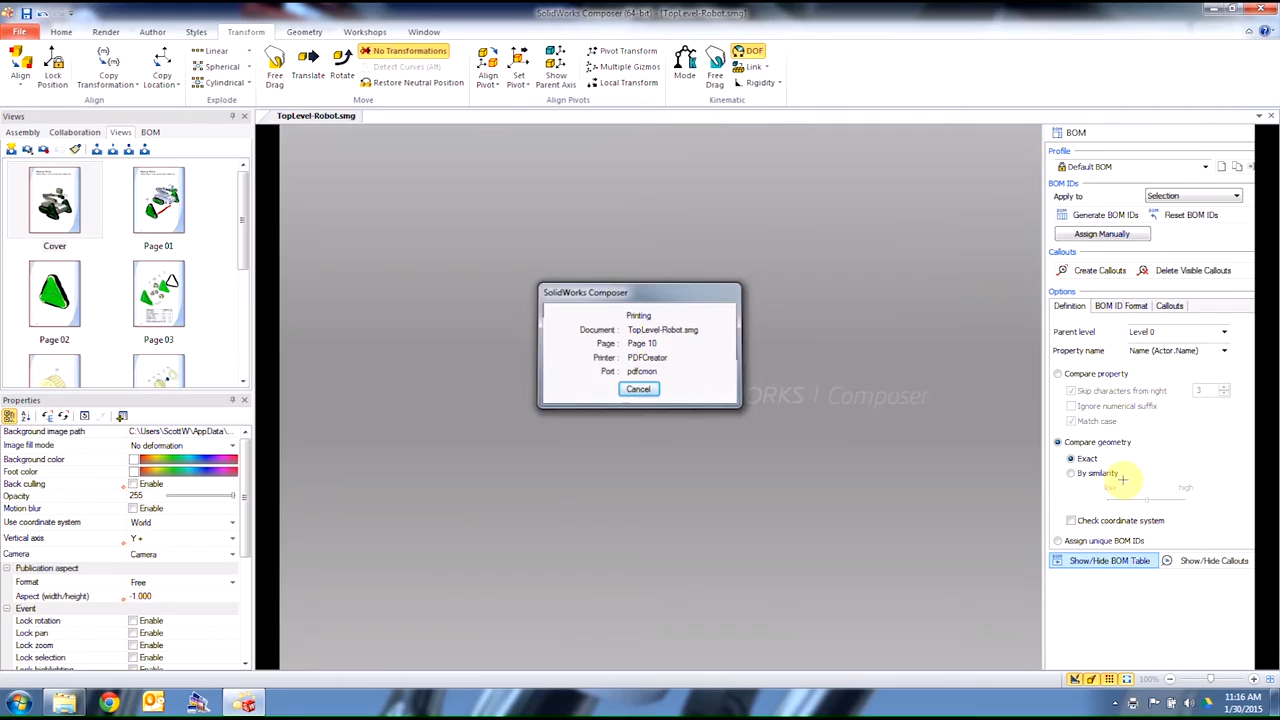 SolidWorks Composer (64-bit) - [TopLevel-Robot.smg]
File Home Render Author Styles Transform Geometry Workshops Window
Align
Lock Position
Copy Transformation
Copy Location
Linear
Spherical
Cylindrical
Free Drag
Translate
Rotate
No Transformations
Detect Curves (Alt)
Restore Neutral Position
Align Pivot
Set Pivot
Show Parent Axis
Pivot Transform
Multiple Gizmos
Local Transform
Mode
Free Drag
DOF
Link
Rigidity
Align Explode Move Align Pivots Kinematic
Views
Assembly Collaboration Views BOM
Cover Page 01
Page 02 Page 03
Properties
Background image path C:\Users\ScottW\AppData\...
Image fill mode No deformation
Background color
Foot color
Back culling Enable
Opacity 255
Motion blur Enable
Use coordinate system World
Vertical axis Y +
Camera Camera
Publication aspect
Format Free
Aspect (width/height) -1.000
Event
Lock rotation Enable
Lock pan Enable
Lock zoom Enable
Lock selection Enable
TopLevel-Robot.smg
SolidWorks Composer
Printing
Document : TopLevel-Robot.smg
Page : Page 10
Printer : PDFCreator
Port : pdfcmon
Cancel
WORKS | Composer
BOM
Profile
Default BOM
BOM IDs
Apply to Selection
Generate BOM IDs Reset BOM IDs
Assign Manually
Callouts
Create Callouts Delete Visible Callouts
Options
Definition BOM ID Format Callouts
Parent level Level 0
Property name Name (Actor.Name)
Compare property
Skip characters from right 3
Ignore numerical suffix
Match case
Compare geometry
Exact
By similarity
low high
Check coordinate system
Assign unique BOM IDs
Show/Hide BOM Table Show/Hide Callouts
100%
11:16 AM
1/30/2015